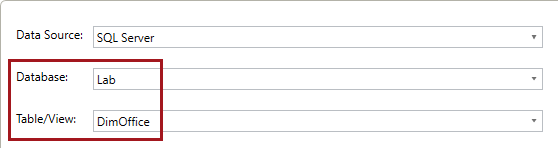 Data Source: SQL Server
Database: Lab
Table/View: DimOffice